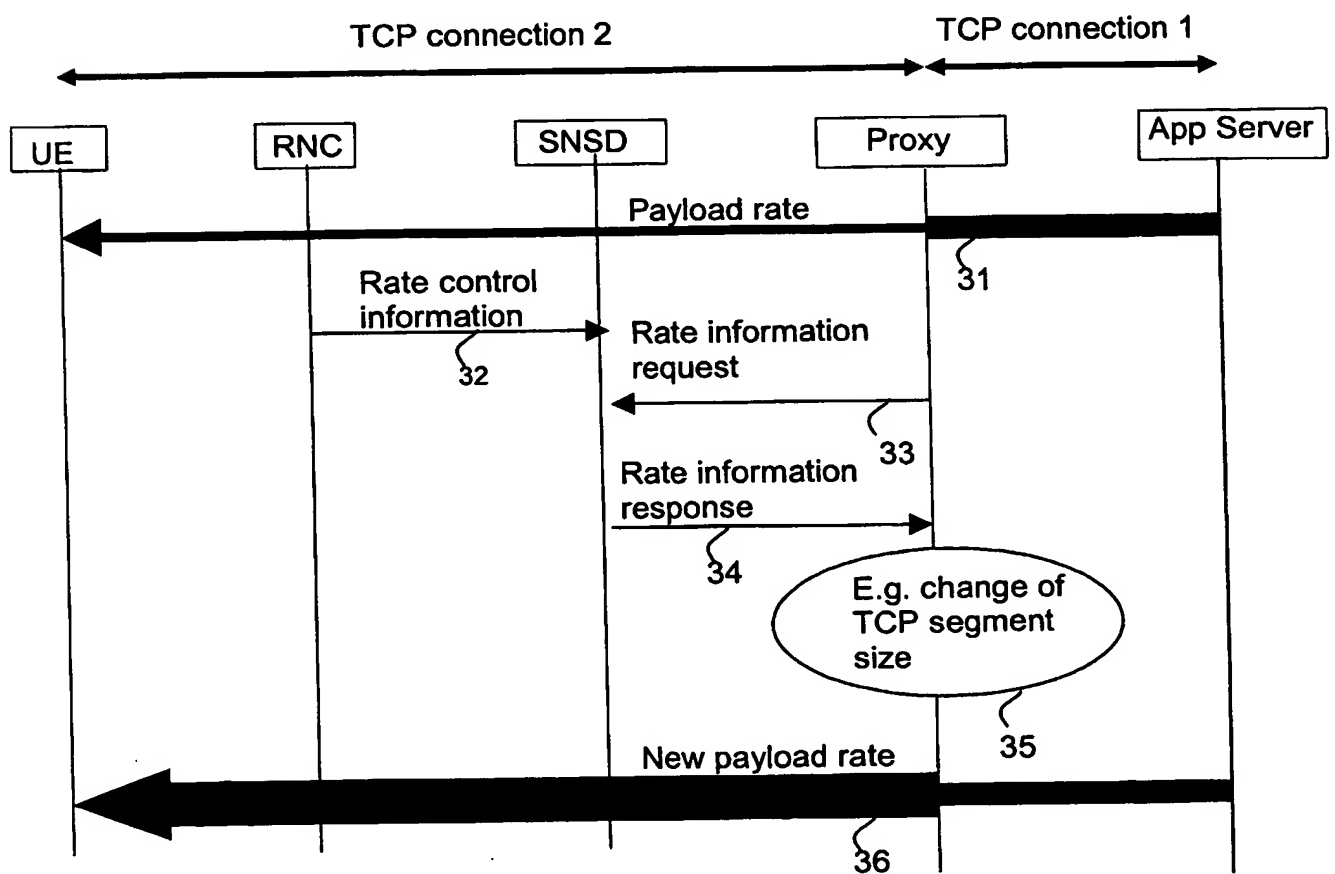 TCP connection 2
TCP connection 1
UE
RNC
SNSD
Proxy
App Server
Payload rate
31
Rate control
information
32
Rate information
request
33
Rate information
response
34
E.g. change of
TCP segment
size
35
New payload rate
36